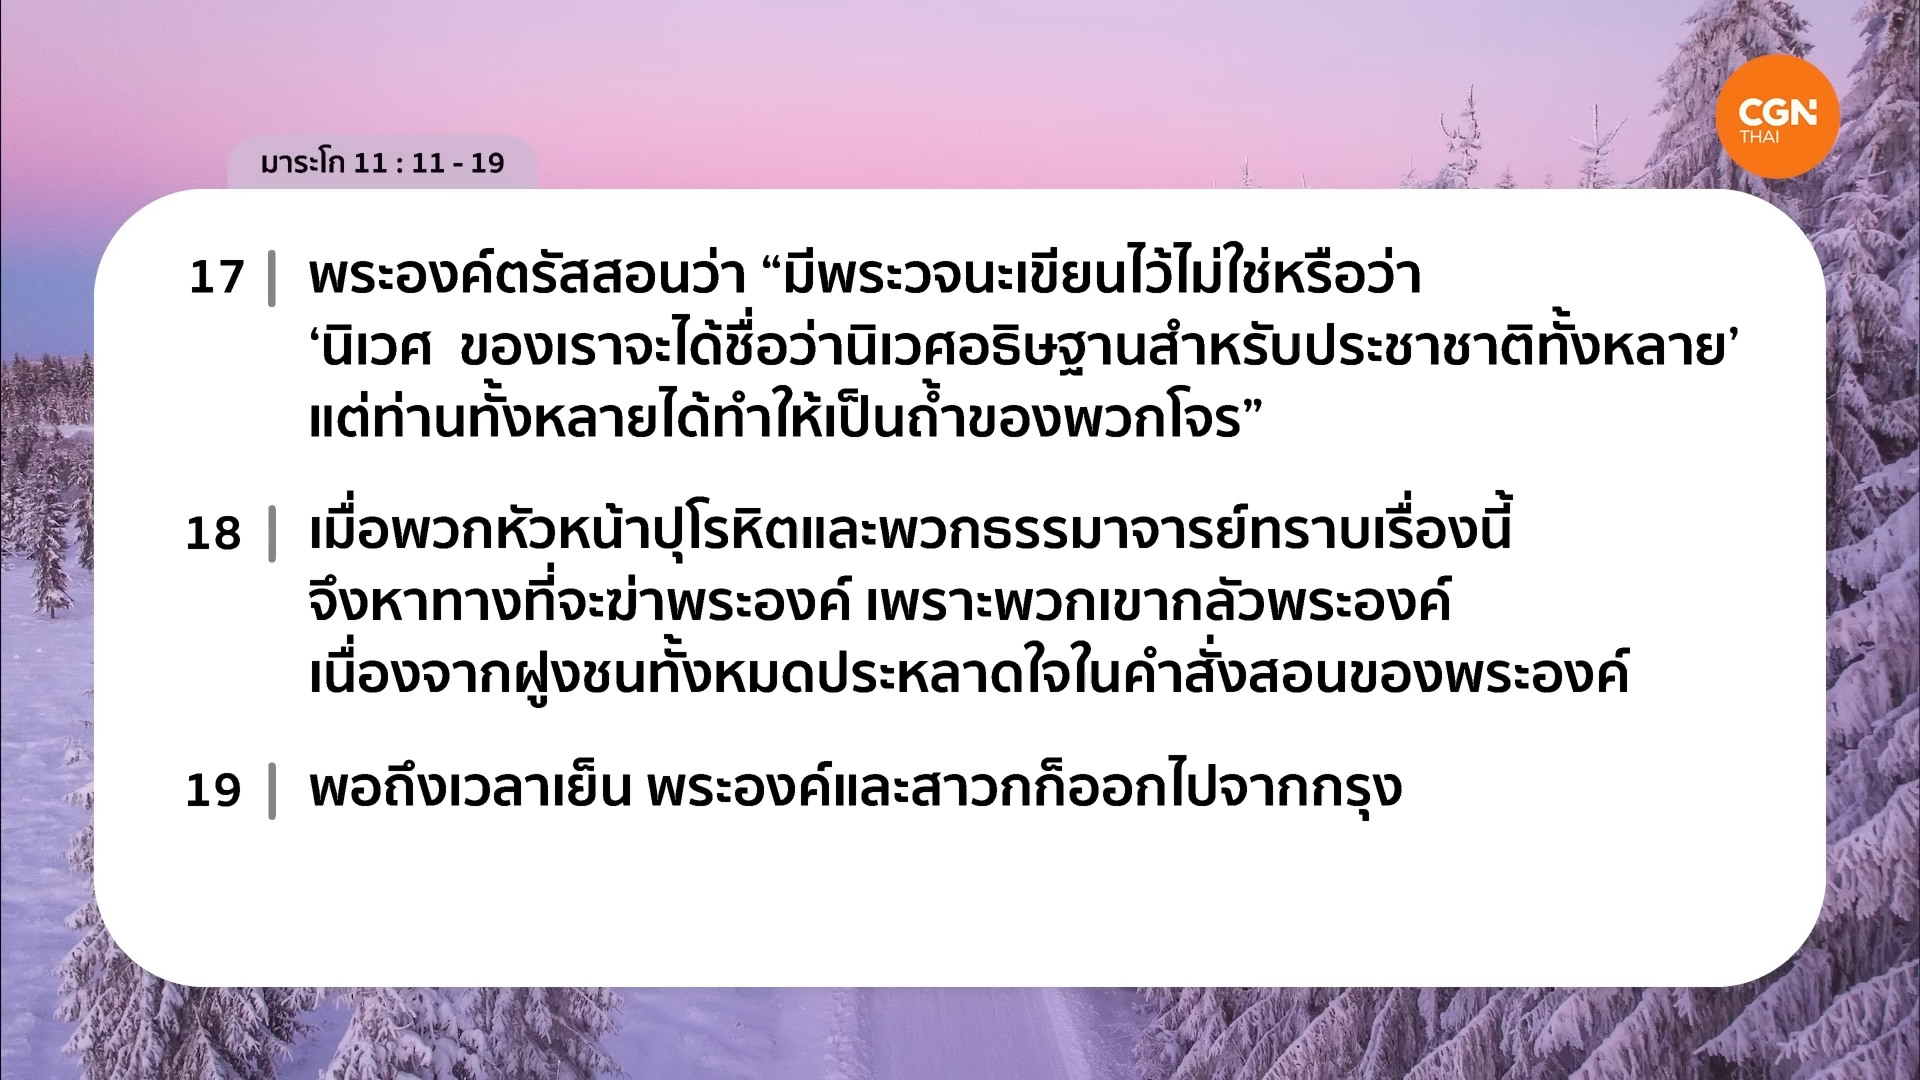 CGN
THAI
มาระโก 11 : 11 - 19
17 | พระองค์ตรัสสอนว่า “มีพระวจนะเขียนไว้ไม่ใช่หรือว่า
‘นิเวศ ของเราจะได้ชื่อว่านิเวศอธิษฐานสำหรับประชาชาติทั้งหลาย’
แต่ท่านทั้งหลายได้ทำให้เป็นถ้ำของพวกโจร”
18 | เมื่อพวกหัวหน้าปุโรหิตและพวกธรรมาจารย์ทราบเรื่องนี้
จึงหาทางที่จะฆ่าพระองค์ เพราะพวกเขากลัวพระองค์
เนื่องจากฝูงชนทั้งหมดประหลาดใจในคำสั่งสอนของพระองค์
19 | พอถึงเวลาเย็น พระองค์และสาวกก็ออกไปจากกรุง